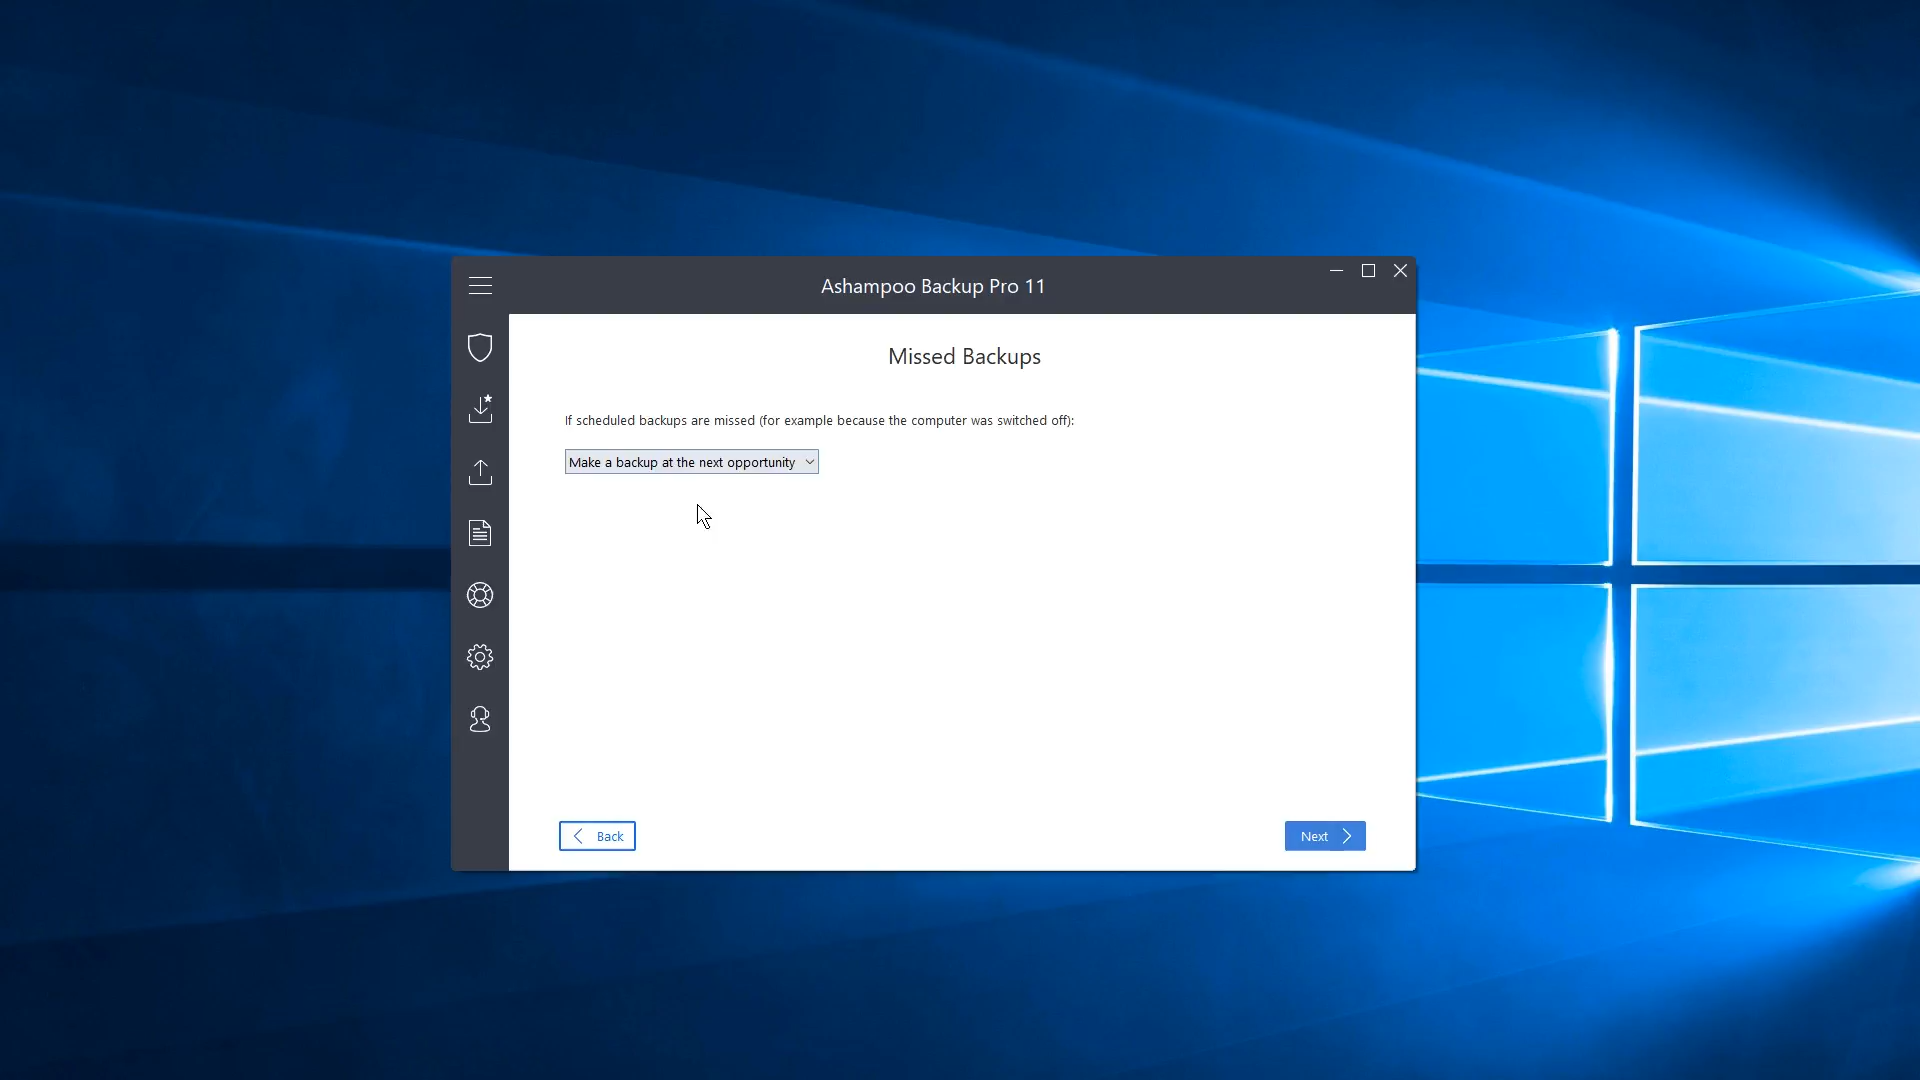 Ashampoo Backup Pro 11
Missed Backups
If scheduled backups are missed (for example because the computer was switched off):
Make a backup at the next opportunity
Back
Next